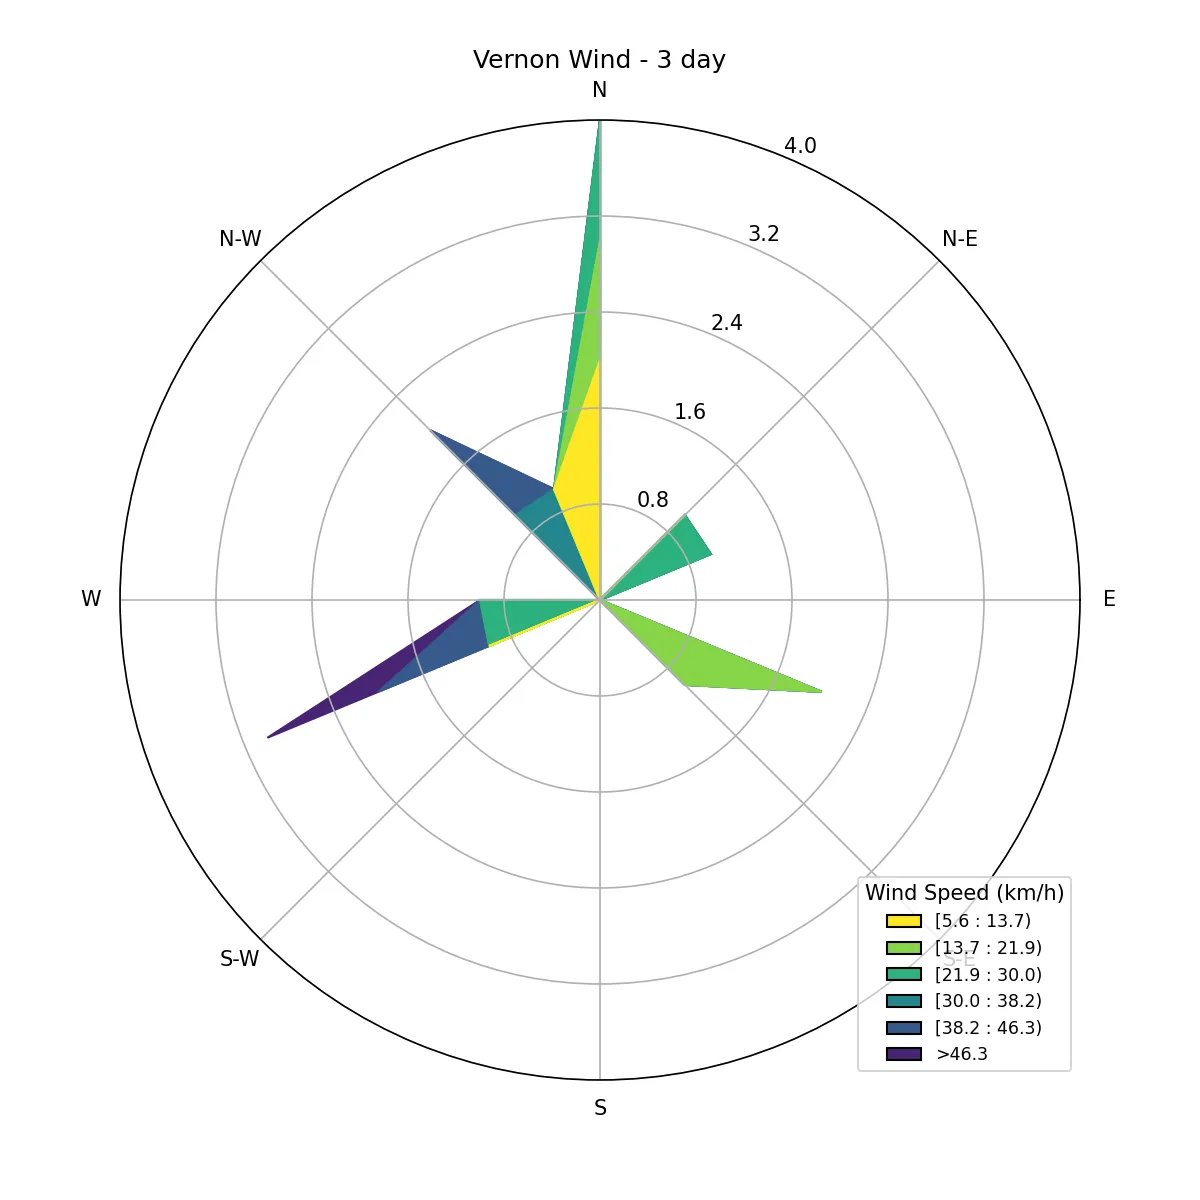 Vernon Wind - 3 day
N
4.0
N-W
N-E
3.2
2.4
1.6
0.8
W
E
S-W
S-E
S
Wind Speed (km/h)
[5.6 : 13.7)
[13.7 : 21.9)
[21.9 : 30.0)
[30.0 : 38.2)
[38.2 : 46.3)
>46.3